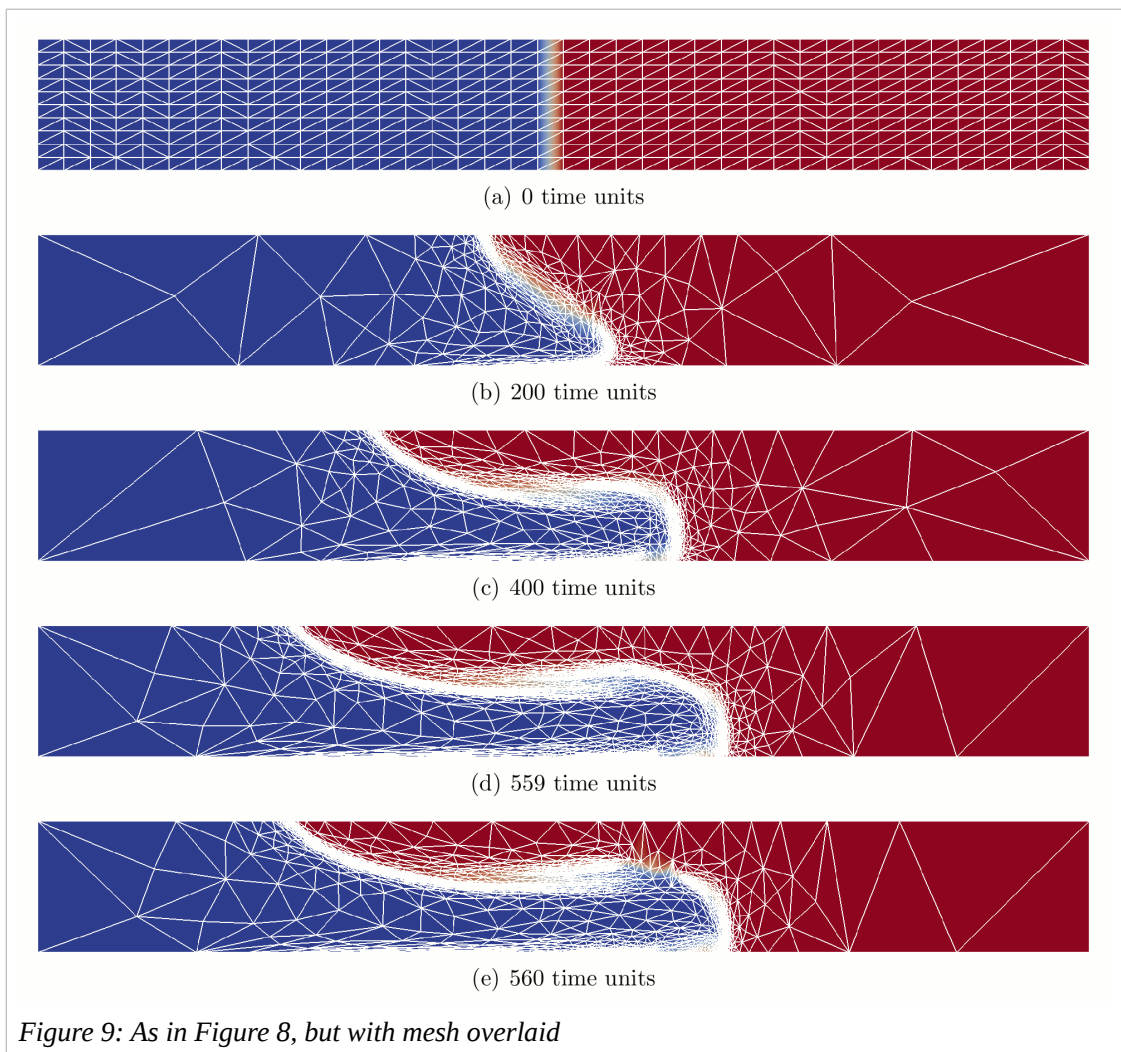 (a) 0 time units
(b) 200 time units
(c) 400 time units
(d) 559 time units
(e) 560 time units
Figure 9: As in Figure 8, but with mesh overlaid